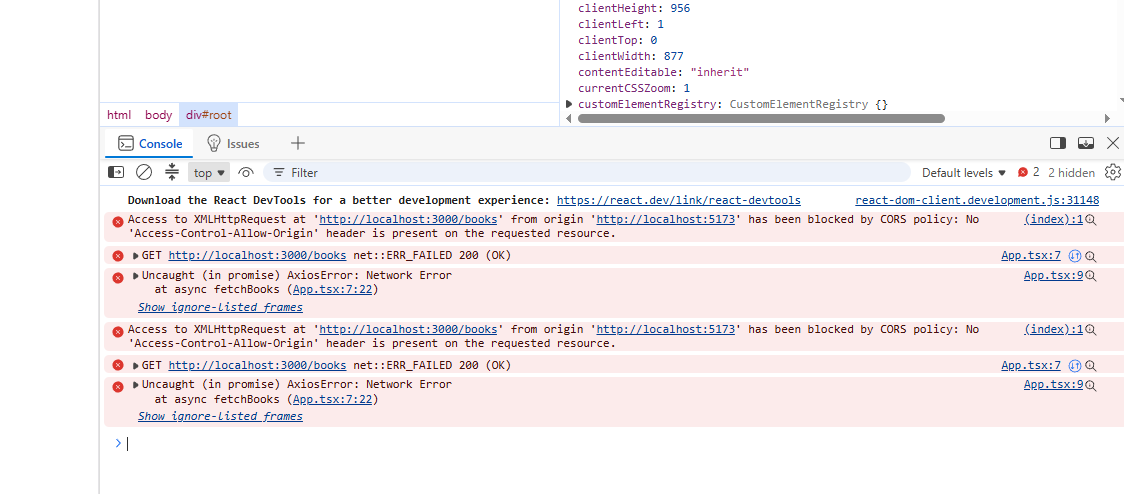 clientHeight: 956
clientLeft: 1
clientTop: 0
clientWidth: 877
contentEditable: "inherit"
currentCSSZoom: 1
customElementRegistry: CustomElementRegistry {}
html body div#root
Console Issues
top Filter Default levels 2 2 hidden
Download the React DevTools for a better development experience: https://react.dev/link/react-devtools react-dom-client.development.js:31148
Access to XMLHttpRequest at 'http://localhost:3000/books' from origin 'http://localhost:5173' has been blocked by CORS policy: No (index):1
'Access-Control-Allow-Origin' header is present on the requested resource.
GET http://localhost:3000/books net::ERR_FAILED 200 (OK) App.tsx:7
Uncaught (in promise) AxiosError: Network Error App.tsx:9
at async fetchBooks (App.tsx:7:22)
Show ignore-listed frames
Access to XMLHttpRequest at 'http://localhost:3000/books' from origin 'http://localhost:5173' has been blocked by CORS policy: No (index):1
'Access-Control-Allow-Origin' header is present on the requested resource.
GET http://localhost:3000/books net::ERR_FAILED 200 (OK) App.tsx:7
Uncaught (in promise) AxiosError: Network Error App.tsx:9
at async fetchBooks (App.tsx:7:22)
Show ignore-listed frames